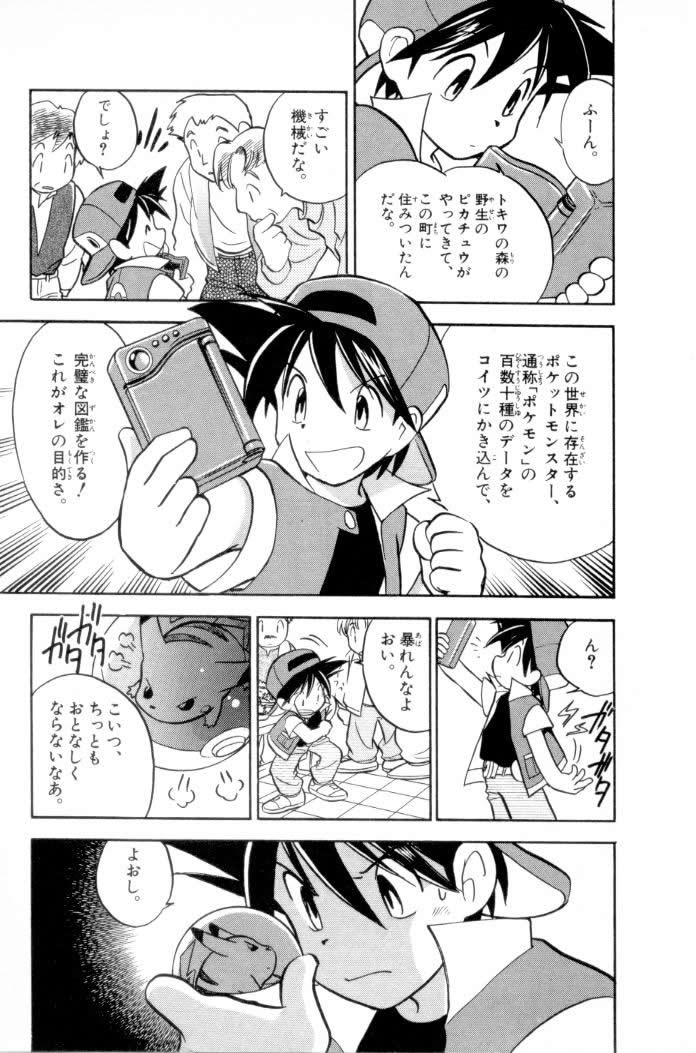 ふーん。
トキワの森の
野生の
ピカチュウが
やってきて、
この町に
住みついたん
だな。
すごい
機械だな。
でしょ?
この世界に存在する
ポケットモンスター、
通称「ポケモン」の
百数十種のデータを
コイツにかき込んで、
完璧な図鑑を作る!
これがオレの目的さ。
ん?
ガタ
ガタ
暴れんなよ
おい。
ガタ
ガタ
こいつ、
ちっとも
おとなしく
ならないなあ。
よおし。